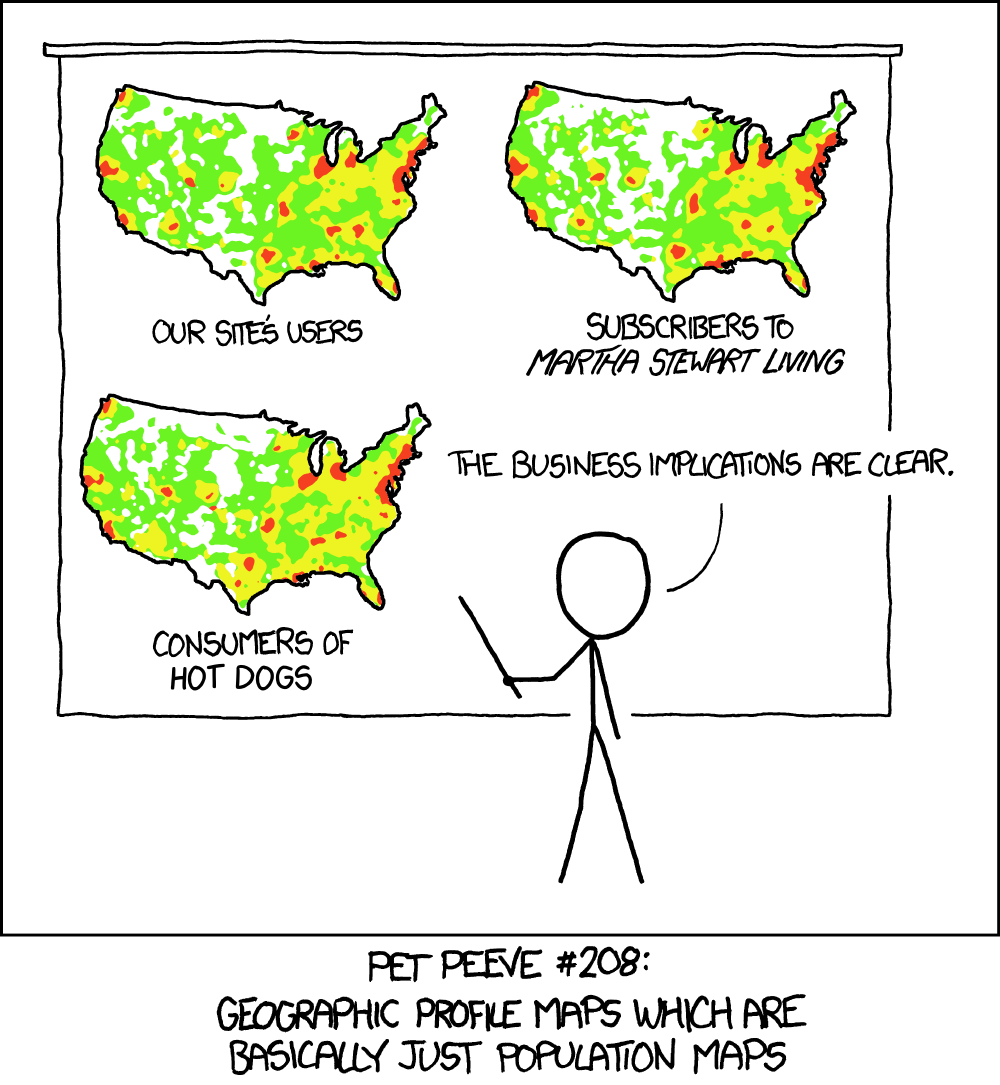 OUR SITE'S USERS
SUBSCRIBERS TO
MARTHA STEWART LIVING
CONSUMERS OF
HOT DOGS
THE BUSINESS IMPLICATIONS ARE CLEAR.
PET PEEVE #208:
GEOGRAPHIC PROFILE MAPS WHICH ARE
BASICALLY JUST POPULATION MAPS